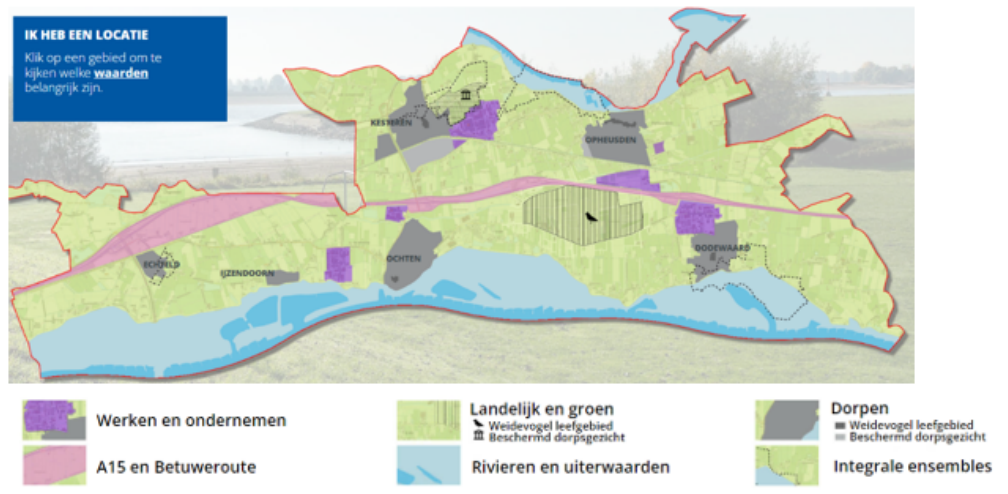 IK HEB EEN LOCATIE
Klik op een gebied om te
kijken welke waarden
belangrijk zijn.
KESTEREN
OPHEUSDEN
ECHTELD
IJZENDOORN
OCHTEN
DODEWAARD
Werken en ondernemen
A15 en Betuweroute
Landelijk en groen
Weidevogel leefgebied
Beschermd dorpsgezicht
Rivieren en uiterwaarden
Dorpen
Weidevogel leefgebied
Beschermd dorpsgezicht
Integrale ensembles